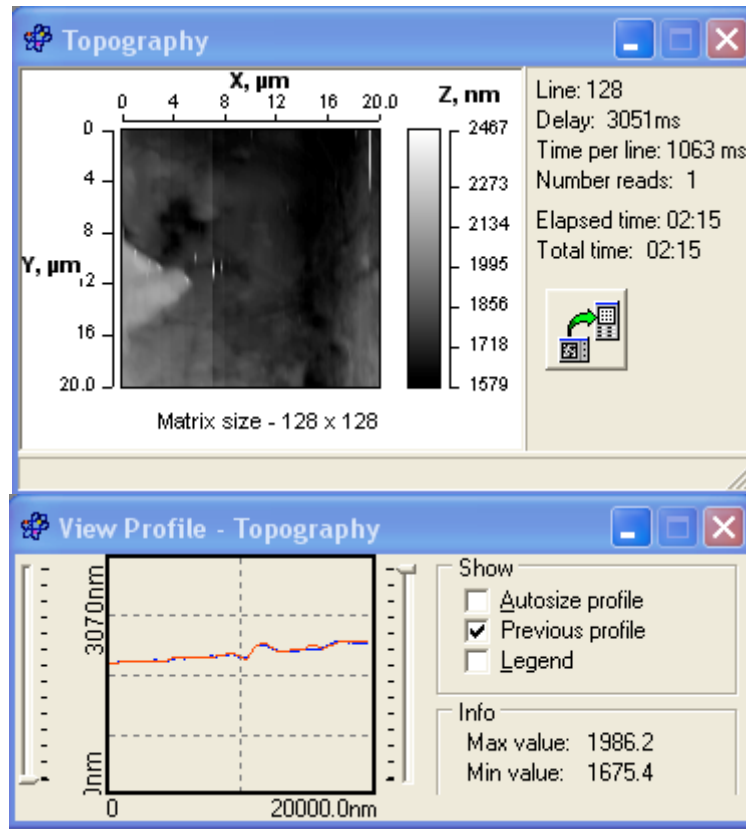 Topography
X, µm
0 4 8 12 16 20.0
Z, nm
0
4
8
Y, µm
12
16
20.0
2467
2273
2134
1995
1856
1718
1579
Matrix size - 128 x 128
Line: 128
Delay: 3051ms
Time per line: 1063 ms
Number reads: 1
Elapsed time: 02:15
Total time: 02:15
View Profile - Topography
3070nm
0nm
0
20000.0nm
Show
Autosize profile
Previous profile
Legend
Info
Max value: 1986.2
Min value: 1675.4